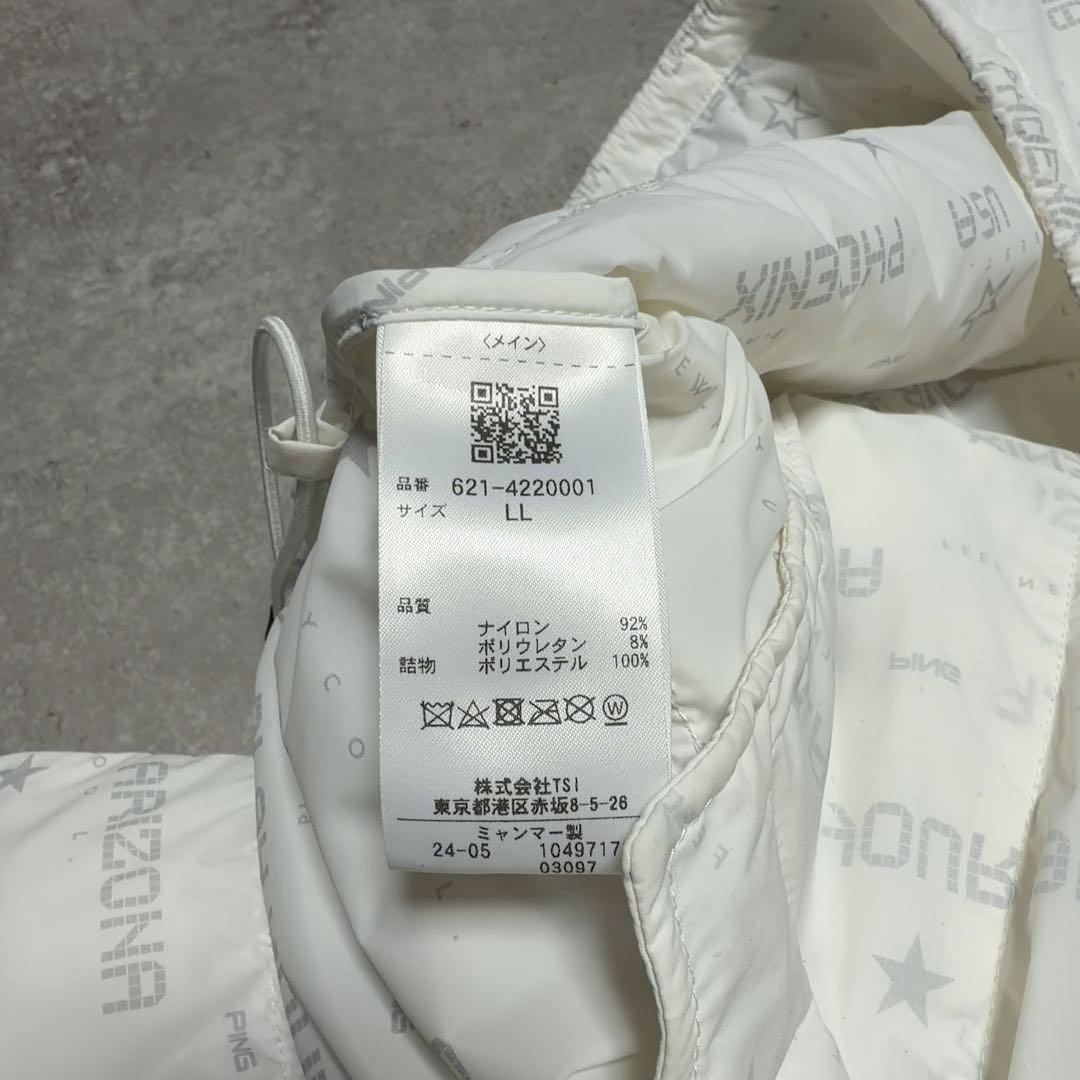 〈メイン〉
品番 621-4220001
サイズ LL
品質
ナイロン 92%
ポリウレタン 8%
詰物 ポリエステル 100%
W
株式会社TSI
東京都港区赤坂8-5-26
ミャンマー製
24-05 1049717
03097
PHOENIX
USA
PING
PING
ARIZONA
PING